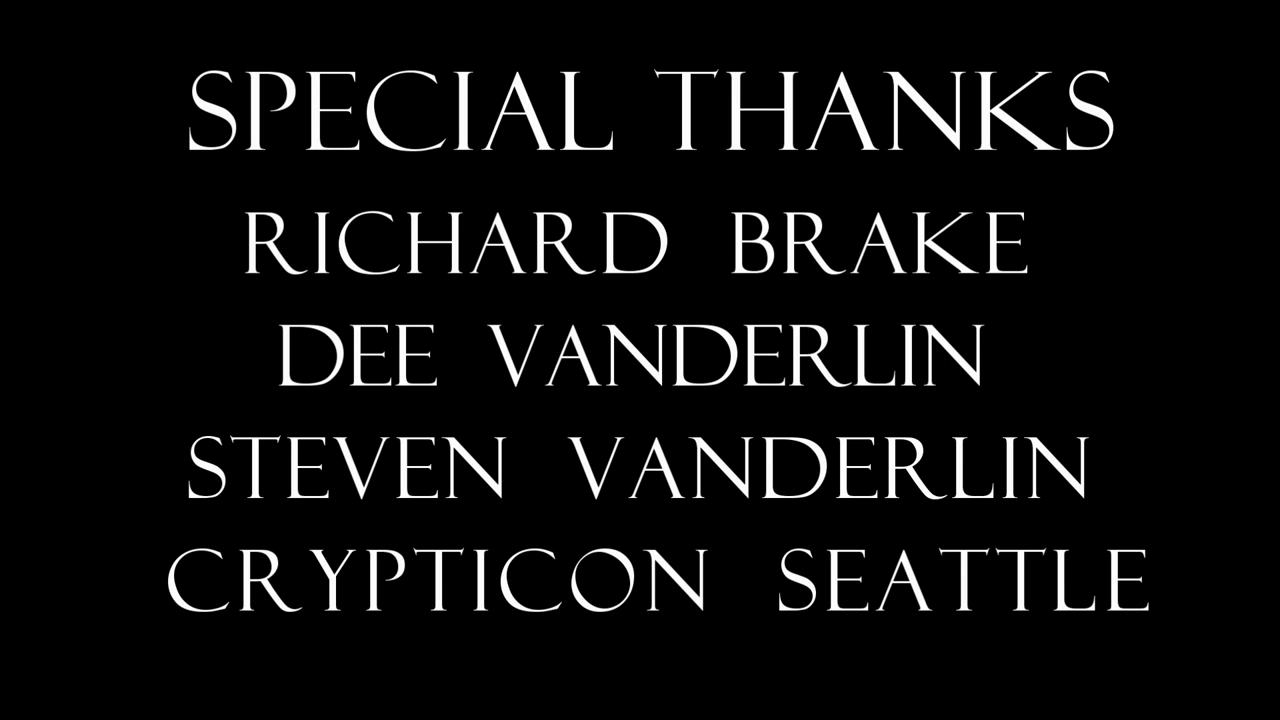 SPECIAL THANKS
RICHARD BRAKE
DEE VANDERLIN
STEVEN VANDERLIN
CRYPTICON SEATTLE